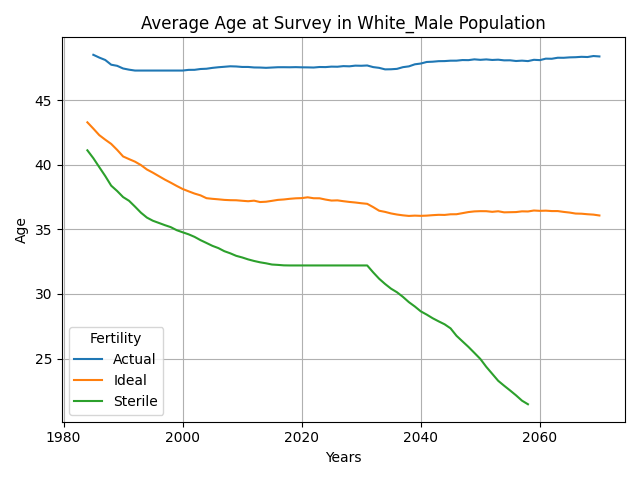 Average Age at Survey in White_Male Population
Age
45
40
35
30
25
Fertility
Actual
Ideal
Sterile
1980
2000
2020
2040
2060
Years